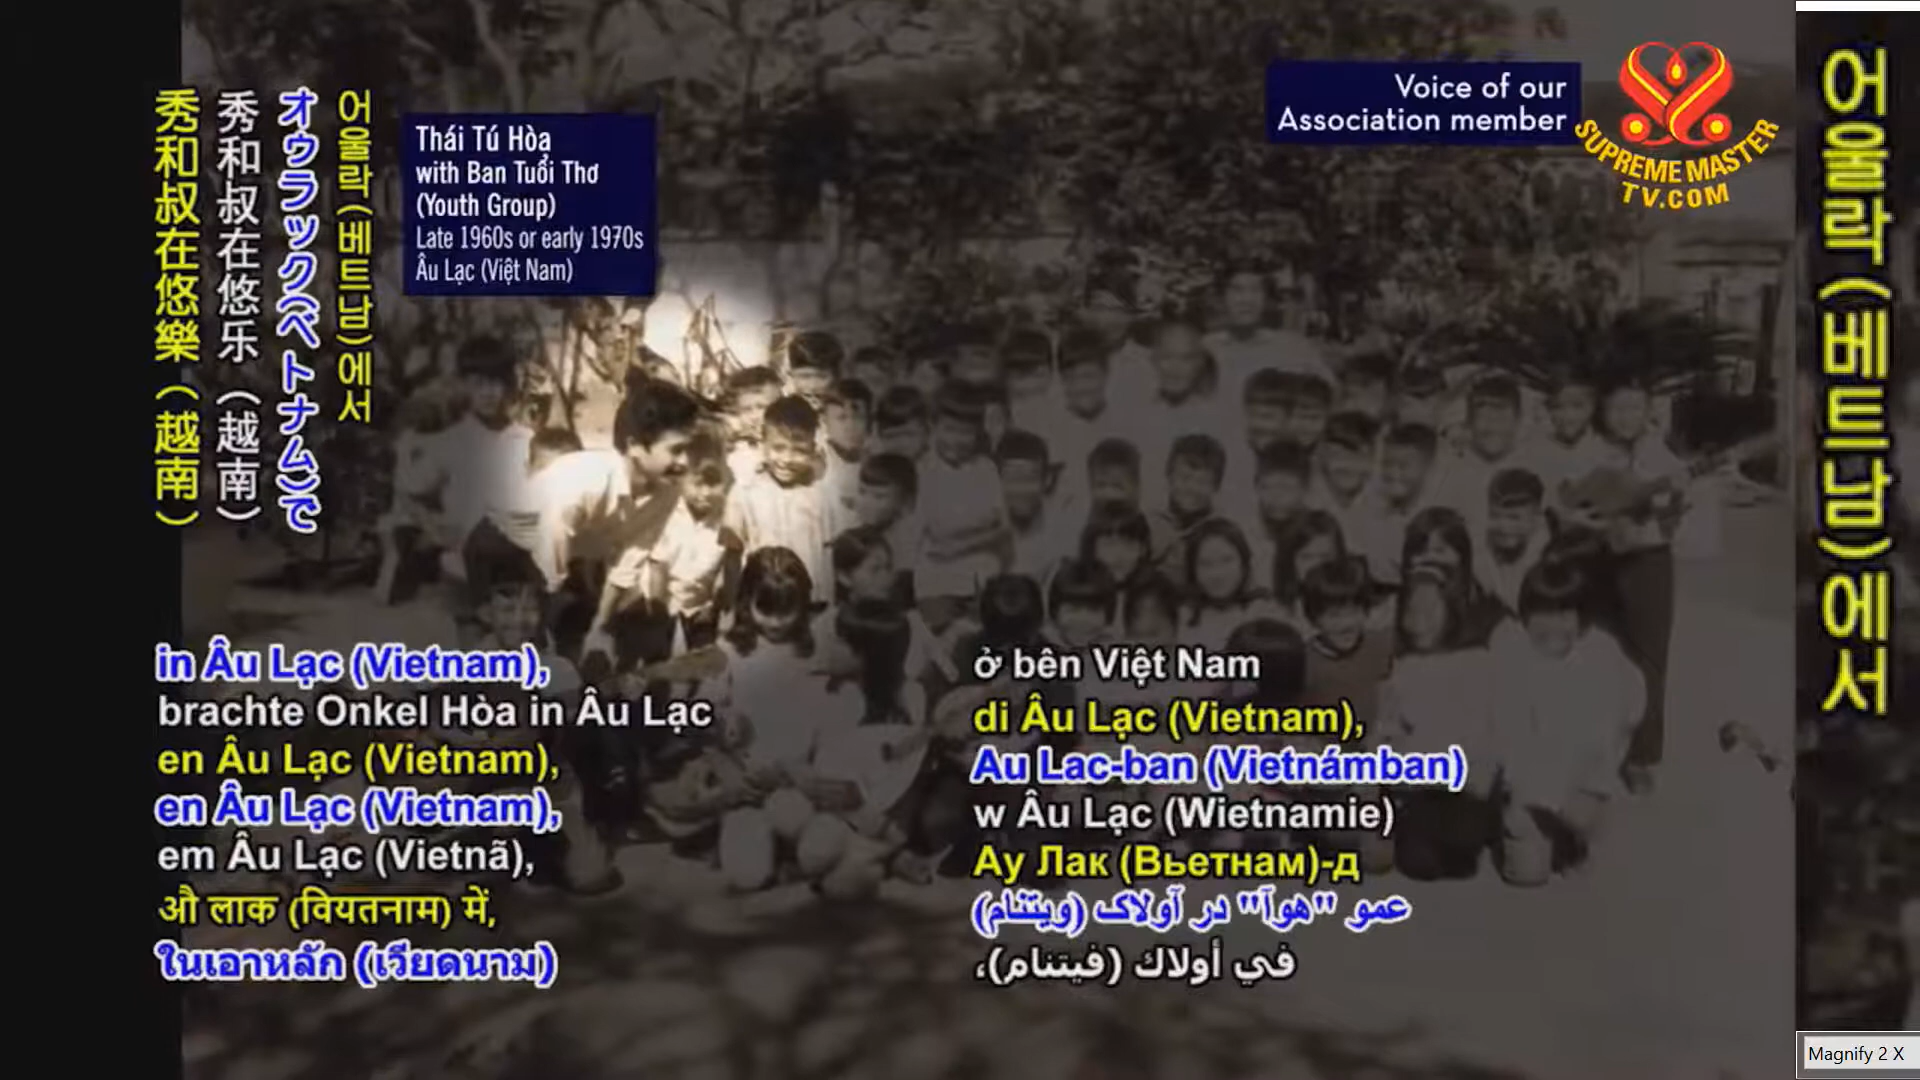 秀和叔在悠樂（越南）
秀和叔在悠乐（越南）
オゥラック(ベトナム)で
어울락(베트남)에서
Thái Tú Hòa
with Ban Tuổi Thơ
(Youth Group)
Late 1960s or early 1970s
Âu Lạc (Việt Nam)
Voice of our
Association member
SUPREME MASTER
TV.COM
어울락(베트남)에서
in Âu Lạc (Vietnam),
brachte Onkel Hòa in Âu Lạc
en Âu Lạc (Vietnam),
en Âu Lạc (Vietnam),
em Âu Lạc (Vietnã),
औ लाक (वियतनाम) में,
ในเอาหลัก (เวียดนาม)
ở bên Việt Nam
di Âu Lạc (Vietnam),
Au Lac-ban (Vietnámban)
w Âu Lạc (Wietnamie)
Ау Лак (Вьетнам)-д
عمو "هوآ" در آولاک (ویتنام)
في أولاك (فيتنام)،
Magnify 2 X